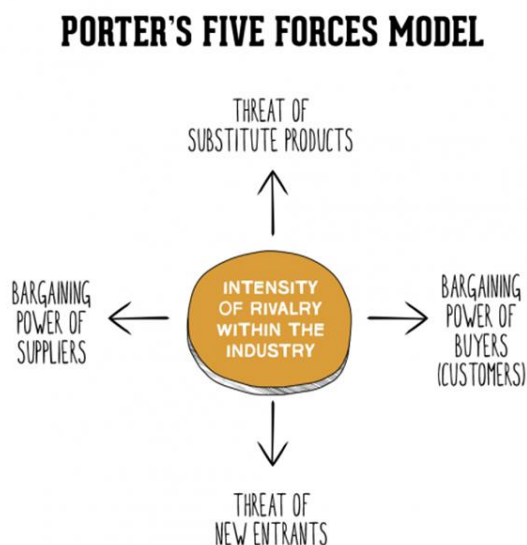 PORTER'S FIVE FORCES MODEL
THREAT OF
SUBSTITUTE PRODUCTS
BARGAINING
POWER OF
SUPPLIERS
INTENSITY
OF RIVALRY
WITHIN THE
INDUSTRY
BARGAINING
POWER OF
BUYERS
(CUSTOMERS)
THREAT OF
NEW ENTRANTS